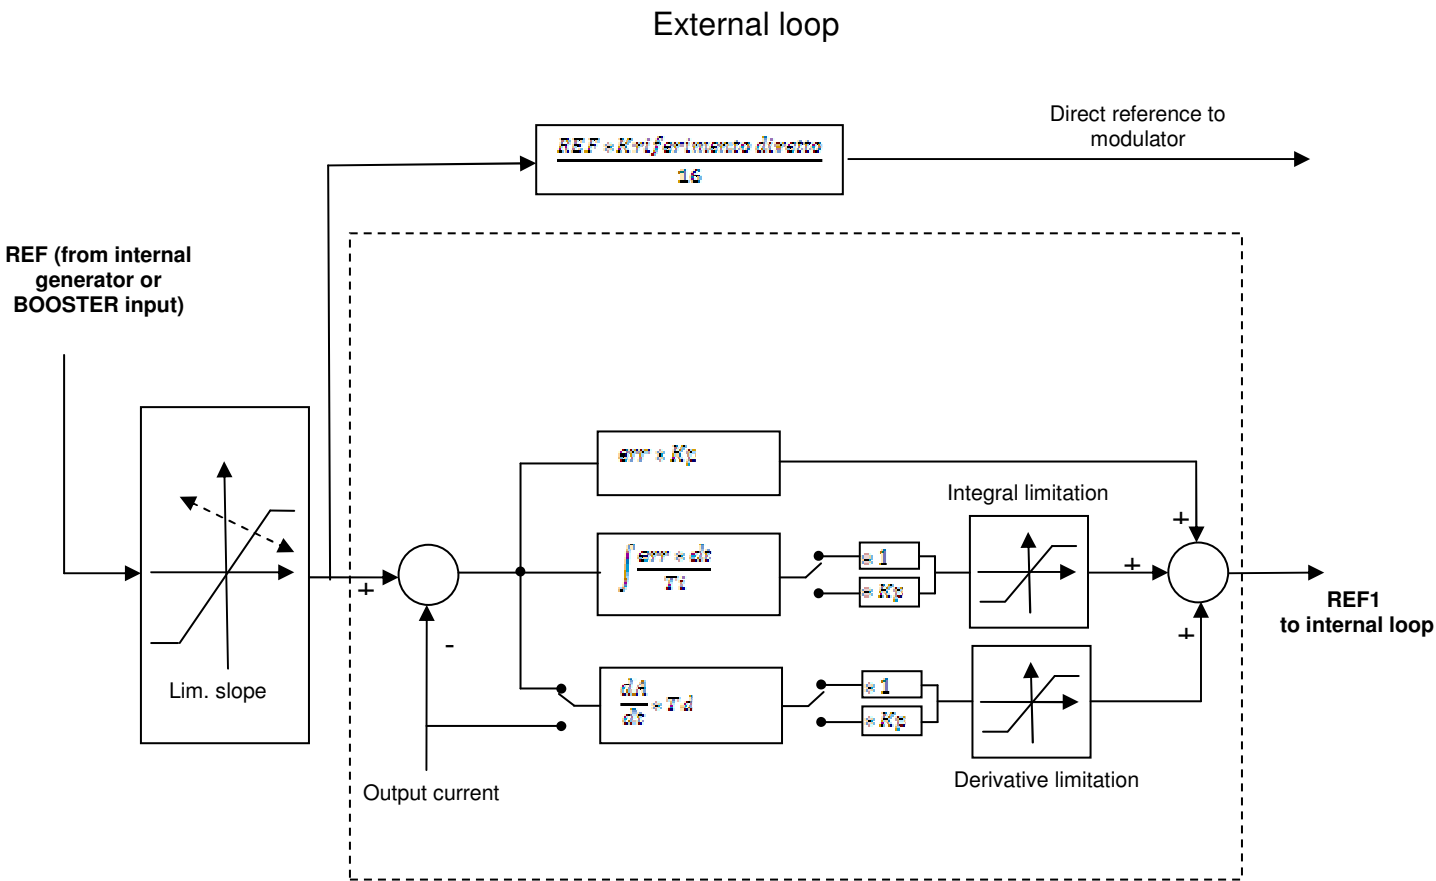 External loop
Direct reference to
modulator
REF * Kriferimento diretto
16
REF (from internal
generator or
BOOSTER input)
err * Kp
Integral limitation
+
∫ err * dt
Ti
* 1
* Kp
+
+
REF1
to internal loop
+
-
Lim. slope
dA
dt
* Td
* 1
* Kp
Derivative limitation
Output current